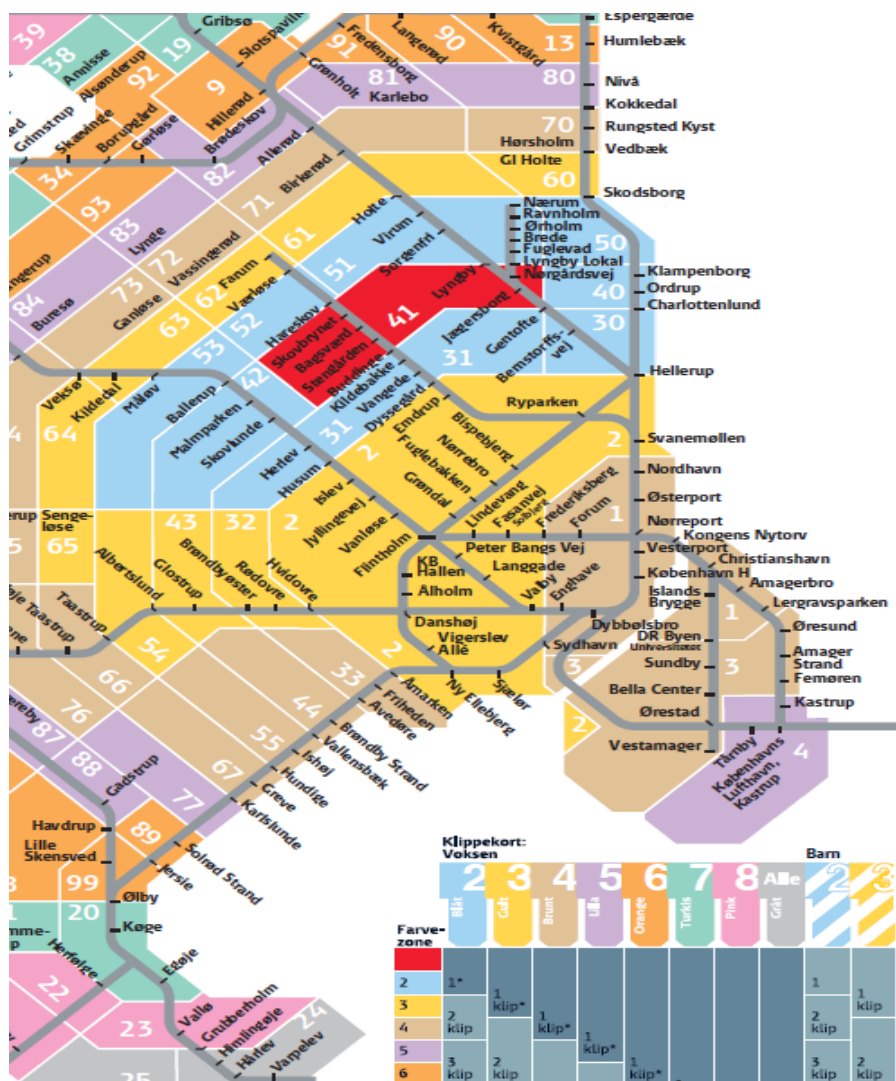 Gribsø
Slotspavillon
39
38
Annisse
19
92
Alsønderup
9
Fredensborg
91
Grønholt
Langerød
90
Kvistgård
Espergærde
13
Humlebæk
81
Karlebo
80
Nivå
Kokkedal
70
Hørsholm
Rungsted Kyst
Vedbæk
Gl Holte
60
Skodsborg
Grimstrup
Skævinge
Borupgård
Gørløse
Hillerød
Brødeskov
34
93
82
Allerød
Birkerød
83
Lynge
71
72
Vassingerød
73
Ganløse
84
Buresø
61
62
Farum
Værløse
63
52
53
51
Holte
Virum
Sorgenfri
Nærum
Ravnholm
Ørholm
Brede
Fuglevad
Lyngby Lokal
Nørgårdsvej
50
Klampenborg
40
Ordrup
Charlottenlund
30
Lyngby
41
Jægersborg
Gentofte
Bernstorffs-
vej
31
Hellerup
Hareskov
Skovbrynet
Bagsværd
Stengården
Buddinge
Kildebakke
Vangede
Dyssegård
Emdrup
42
Veksø
Kildedal
Måløv
Ballerup
Malmparken
Skovlunde
Herlev
Husum
31
2
Islev
Jyllingevej
Vanløse
Flintholm
64
Ryparken
Bispebjerg
Nørrebro
Fuglebakken
Grøndal
2
Svanemøllen
Nordhavn
Østerport
1
Nørreport
Vesterport
København H
Lindevang
Fasanvej
Solbjerg
Frederiksberg
Forum
Kongens Nytorv
Christianshavn
Amagerbro
Lergravsparken
Øresund
Amager
Strand
Femøren
Kastrup
Islands
Brygge
1
DR Byen
Universitetet
3
Sundby
Bella Center
Ørestad
Vestamager
Tårnby
Københavns
Lufthavn,
Kastrup
4
Peter Bangs Vej
Langgade
Valby
Enghave
Dybbølsbro
Sydhavn
3
2
KB
Hallen
Ålholm
Danshøj
Vigerslev
Allé
Sjælør
Ny Ellebjerg
Åmarken
Friheden
Avedøre
2
33
Senge-
løse
65
43
32
2
Albertslund
Glostrup
Brøndbyøster
Rødovre
Hvidovre
Høje Taastrup
Taastrup
54
66
76
44
55
67
Brøndby Strand
Vallensbæk
Ishøj
Hundige
Greve
Karlslunde
87
88
Gadstrup
77
Havdrup
Lille
Skensved
89
Solrød Strand
Jersie
99
20
Ølby
Køge
Herfølge
Egøje
22
23
Vallø
Grubberholm
Himlingøje
Hårlev
Varpelev
24
25
Klippekort:
Voksen
Barn
2 3 4 5 6 7 8 Alle 2 3
Blåt Gult Brunt Lilla Orange Turkis Pink Gråt
Farve-
zone
2 1* 1
3 1 klip* 2 klip 1 klip 2 klip
4 1 klip*
5 1 klip* 3 klip 2 klip 3 klip 2 klip
6 1 klip*